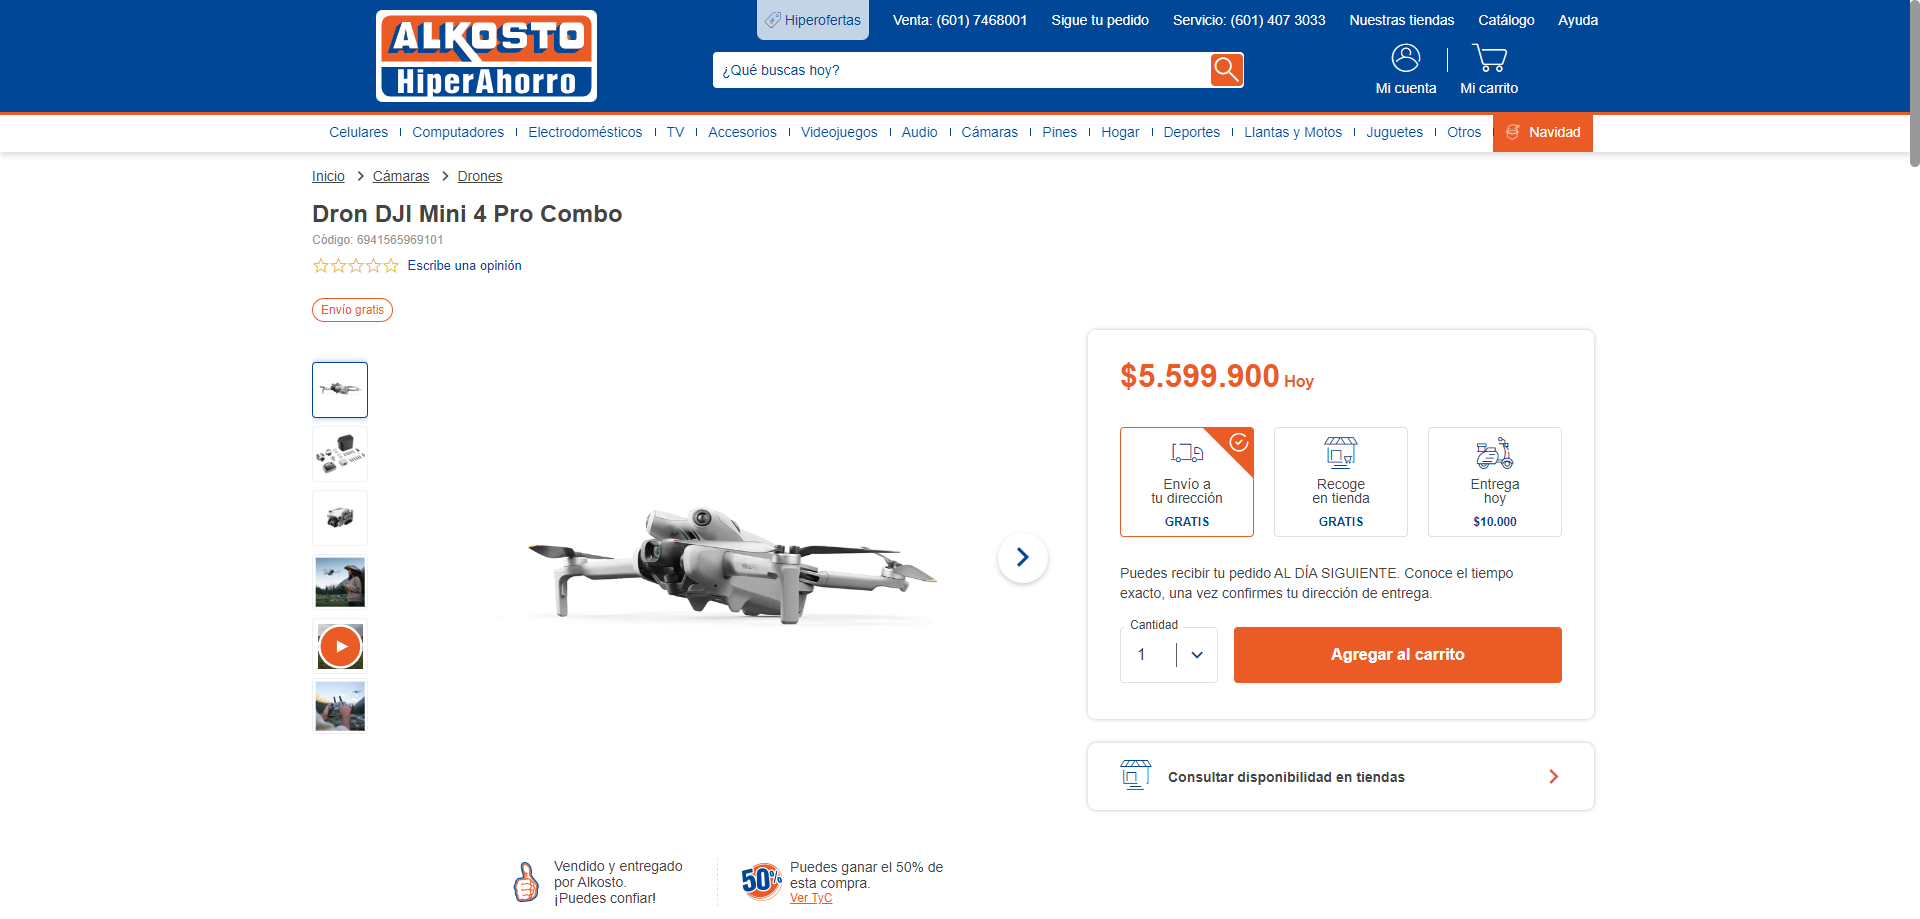 ALKOSTO
HiperAhorro
Hiperofertas
Venta: (601) 7468001
Sigue tu pedido
Servicio: (601) 407 3033
Nuestras tiendas
Catálogo
Ayuda
¿Qué buscas hoy?
Mi cuenta
Mi carrito
Celulares
Computadores
Electrodomésticos
TV
Accesorios
Videojuegos
Audio
Cámaras
Pines
Hogar
Deportes
Llantas y Motos
Juguetes
Otros
Navidad
Inicio
Cámaras
Drones
Dron DJI Mini 4 Pro Combo
Código: 6941565969101
Escribe una opinión
Envío gratis
$5.599.900 Hoy
Envío a
tu dirección
GRATIS
Recoge
en tienda
GRATIS
Entrega
hoy
$10.000
Puedes recibir tu pedido AL DÍA SIGUIENTE. Conoce el tiempo
exacto, una vez confirmes tu dirección de entrega.
Cantidad
1
Agregar al carrito
Consultar disponibilidad en tiendas
Vendido y entregado
por Alkosto.
¡Puedes confiar!
50%
Puedes ganar el 50% de
esta compra.
Ver TyC